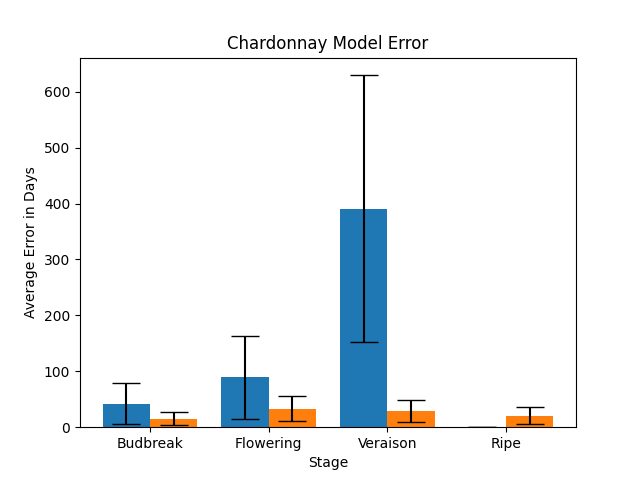 Chardonnay Model Error
Average Error in Days
600
500
400
300
200
100
0
Budbreak Flowering Veraison Ripe
Stage